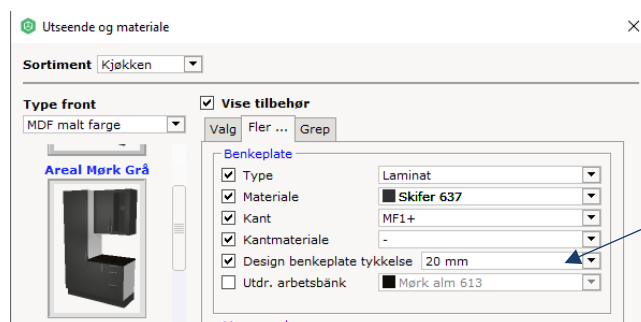 Utseende og materiale
Sortiment Kjøkken
Type front
MDF malt farge
Areal Mørk Grå
Vise tilbehør
Valg Fler ... Grep
Benkeplate
Type Laminat
Materiale Skifer 637
Kant MF1+
Kantmateriale -
Design benkeplate tykkelse 20 mm
Utdr. arbetsbänk Mørk alm 613